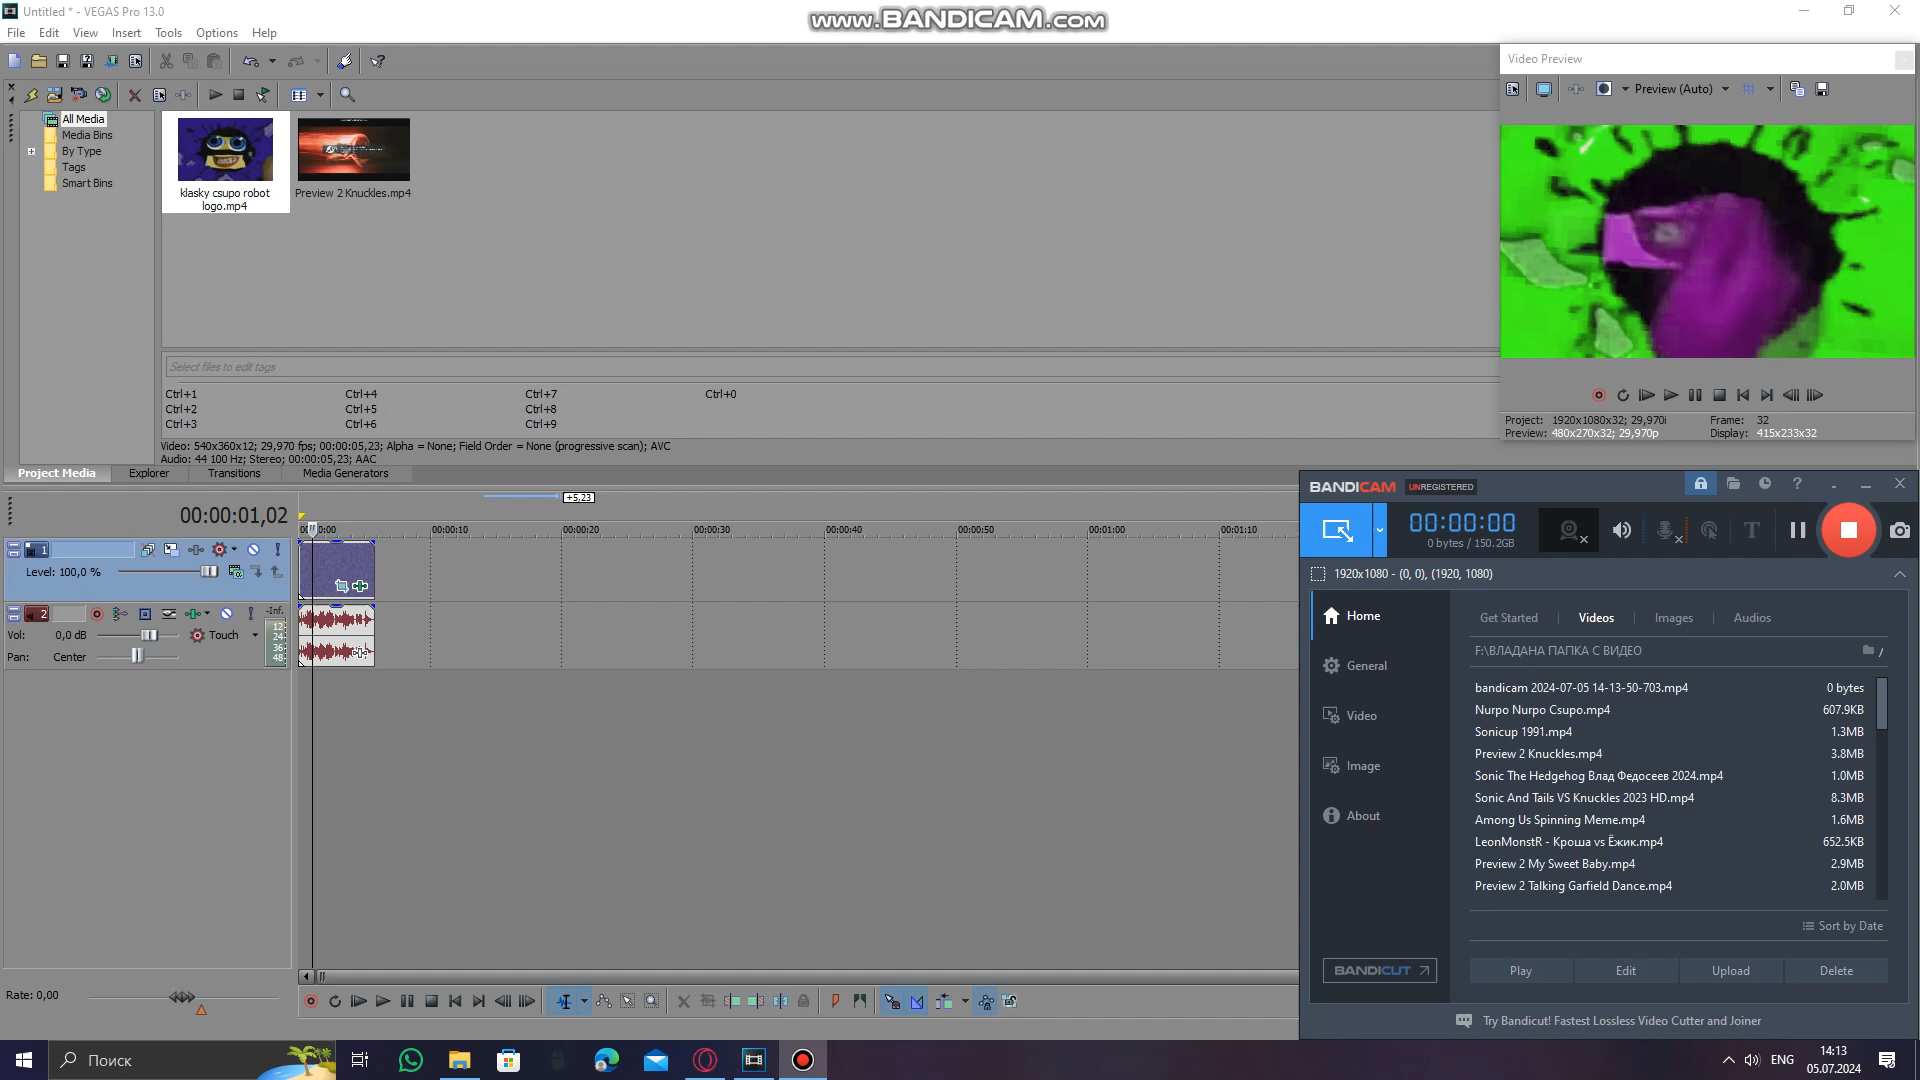 Untitled * - VEGAS Pro 13.0
www.BANDICAM.com
File Edit View Insert Tools Options Help
Video Preview
Preview (Auto)
All Media
Media Bins
By Type
Tags
Smart Bins
klasky csupo robot
logo.mp4
Preview 2 Knuckles.mp4
Select files to edit tags
Ctrl+1 Ctrl+4 Ctrl+7 Ctrl+0
Ctrl+2 Ctrl+5 Ctrl+8
Ctrl+3 Ctrl+6 Ctrl+9
Video: 540x360x12; 29,970 fps; 00:00:05,23; Alpha = None; Field Order = None (progressive scan); AVC
Audio: 44 100 Hz; Stereo; 00:00:05,23; AAC
Project: 1920x1080x32; 29,970i Frame: 32
Preview: 480x270x32; 29,970p Display: 415x233x32
Project Media Explorer Transitions Media Generators
+5,23
00:00:01,02
00:00:10 00:00:20 00:00:30 00:00:40 00:00:50 00:01:00 00:01:10
1
Level: 100,0 %
2
-Inf.
Vol: 0,0 dB Touch
Pan: Center
12
24
36
48
Rate: 0,00
BANDICAM UNREGISTERED
00:00:00
0 bytes / 150.2GB
1920x1080 - (0, 0), (1920, 1080)
Home
General
Video
Image
About
BANDICUT
Get Started Videos Images Audios
F:\ВЛАДАНА ПАПКА С ВИДЕО
bandicam 2024-07-05 14-13-50-703.mp4 0 bytes
Nurpo Nurpo Csupo.mp4 607.9KB
Sonicup 1991.mp4 1.3MB
Preview 2 Knuckles.mp4 3.8MB
Sonic The Hedgehog Влад Федосеев 2024.mp4 1.0MB
Sonic And Tails VS Knuckles 2023 HD.mp4 8.3MB
Among Us Spinning Meme.mp4 1.6MB
LeonMonstR - Кроша vs Ёжик.mp4 652.5KB
Preview 2 My Sweet Baby.mp4 2.9MB
Preview 2 Talking Garfield Dance.mp4 2.0MB
Sort by Date
Play Edit Upload Delete
Try Bandicut! Fastest Lossless Video Cutter and Joiner
Поиск
ENG
14:13
05.07.2024